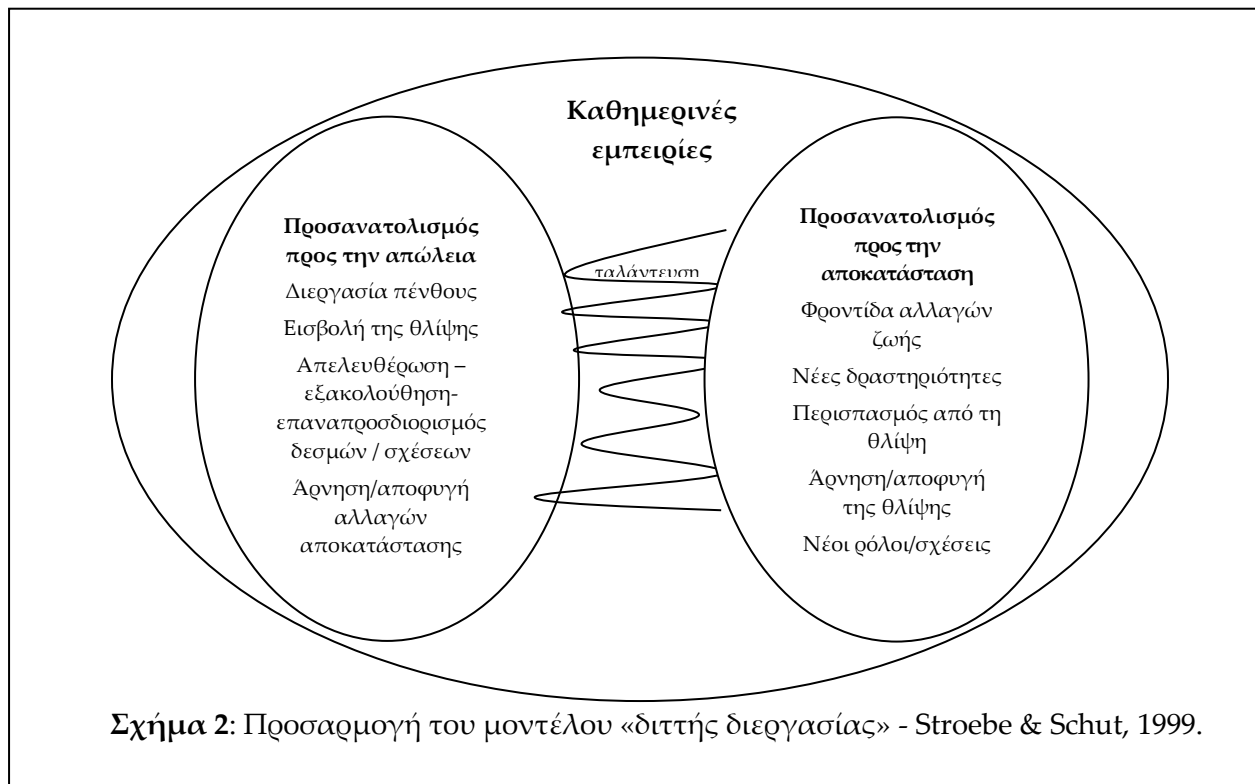 Καθημερινές
εμπειρίες
Προσανατολισμός
προς την απώλεια
Διεργασία πένθους
Εισβολή της θλίψης
Απελευθέρωση –
εξακολούθηση-
επαναπροσδιορισμός
δεσμών / σχέσεων
Άρνηση/αποφυγή
αλλαγών
αποκατάστασης
ταλάντευση
Προσανατολισμός
προς την
αποκατάσταση
Φροντίδα αλλαγών
ζωής
Νέες δραστηριότητες
Περισπασμός από τη
θλίψη
Άρνηση/αποφυγή
της θλίψης
Νέοι ρόλοι/σχέσεις
Σχήμα 2: Προσαρμογή του μοντέλου «διττής διεργασίας» - Stroebe & Schut, 1999.